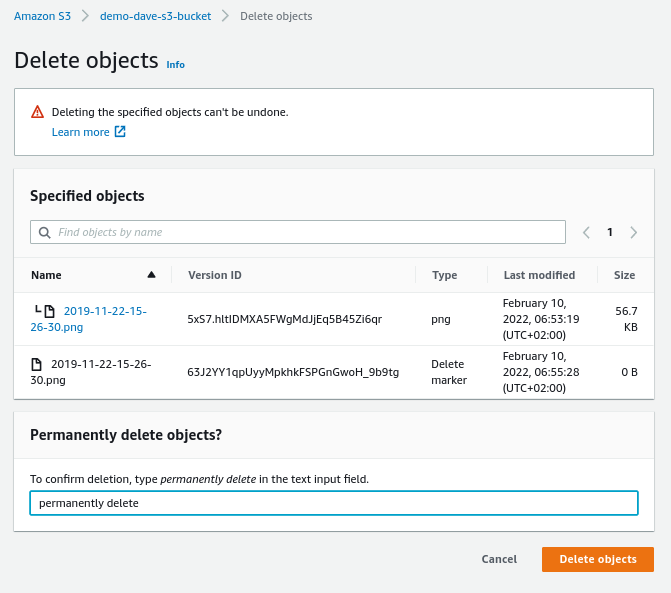 Amazon S3 > demo-dave-s3-bucket > Delete objects
Delete objects Info
Deleting the specified objects can't be undone.
Learn more
Specified objects
Find objects by name
1
Name Version ID Type Last modified Size
2019-11-22-15-26-30.png 5xS7.hltIDMXA5FWgMdJjEq5B45Zi6qr png February 10, 2022, 06:53:19 (UTC+02:00) 56.7 KB
2019-11-22-15-26-30.png 63J2YY1qpUyyMpkhkFSPGnGwoH_9b9tg Delete marker February 10, 2022, 06:55:28 (UTC+02:00) 0 B
Permanently delete objects?
To confirm deletion, type permanently delete in the text input field.
permanently delete
Cancel Delete objects